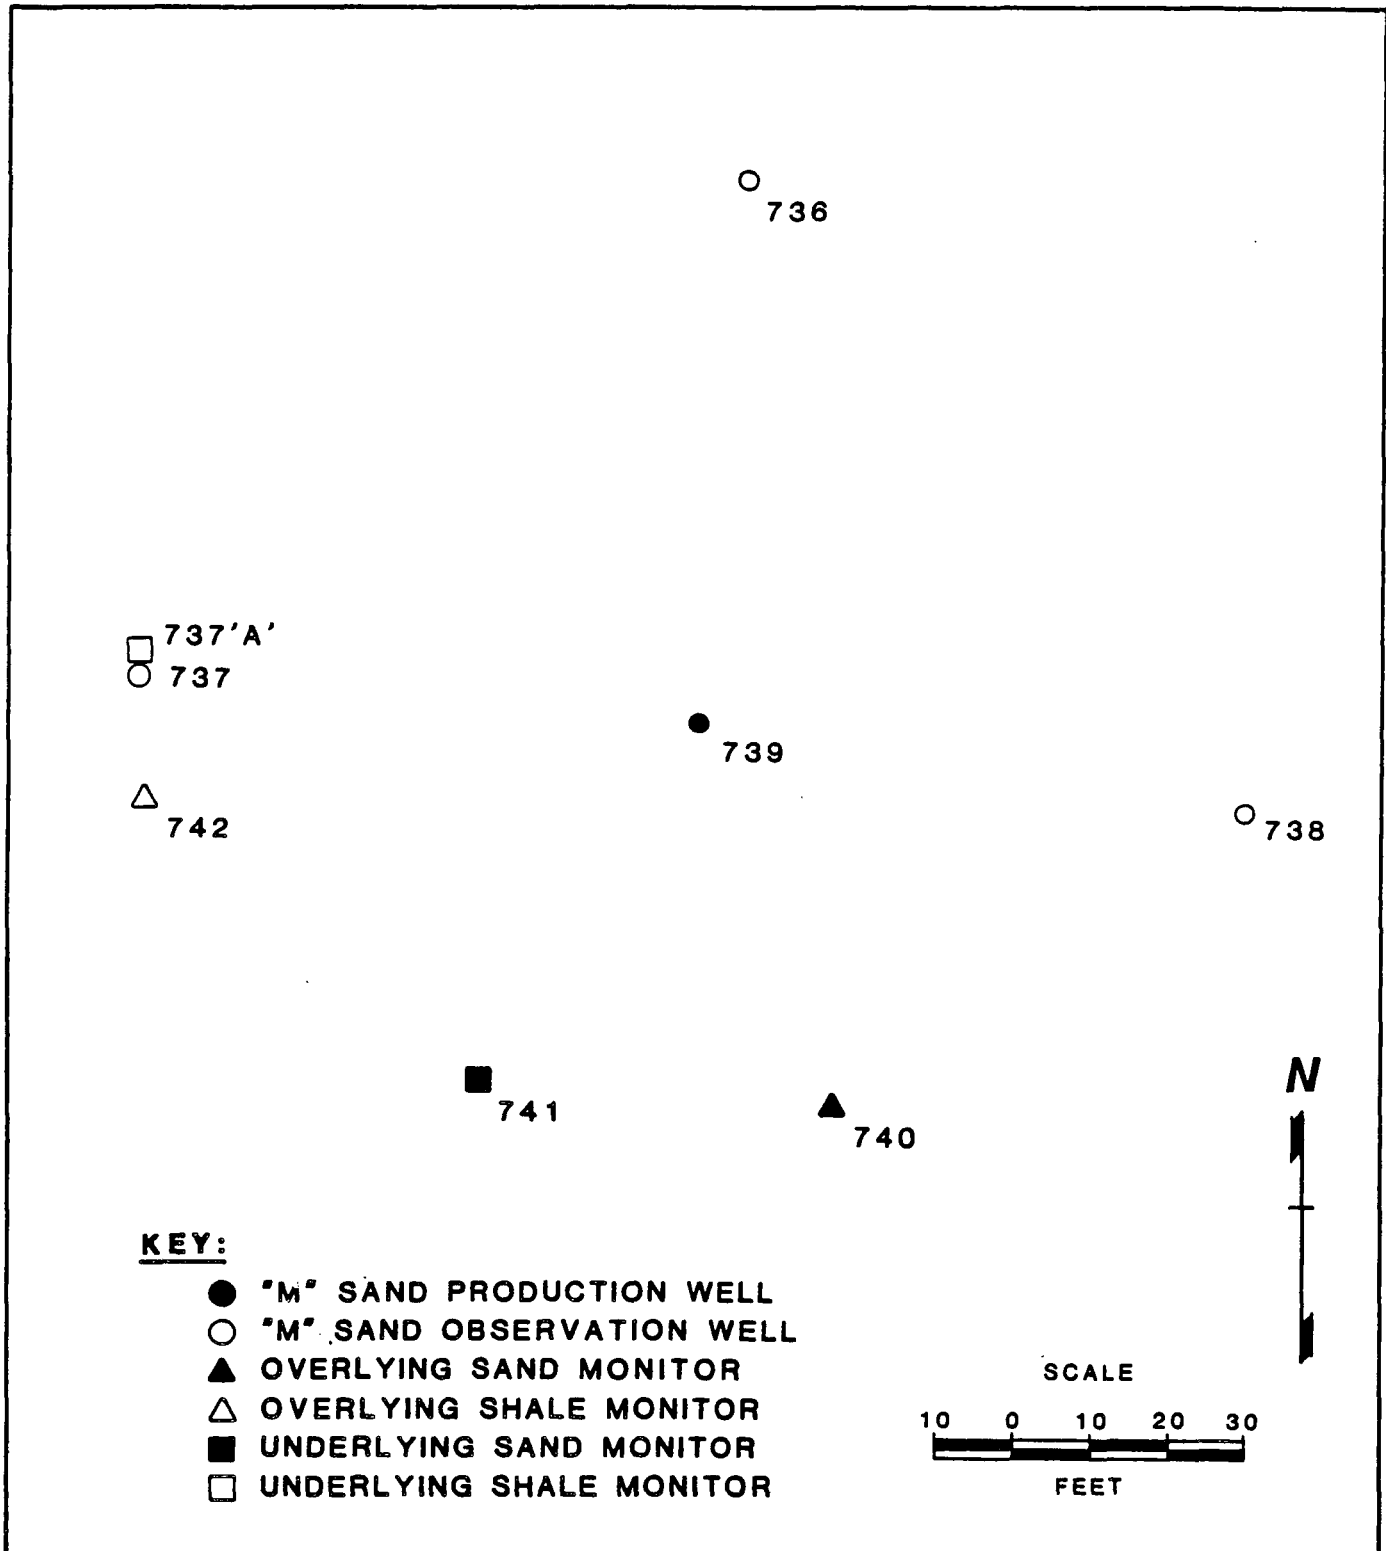 736
737'A'
737
739
742
738
741
740
N
KEY:
"M" SAND PRODUCTION WELL
"M" SAND OBSERVATION WELL
OVERLYING SAND MONITOR
OVERLYING SHALE MONITOR
UNDERLYING SAND MONITOR
UNDERLYING SHALE MONITOR
SCALE
10 0 10 20 30
FEET